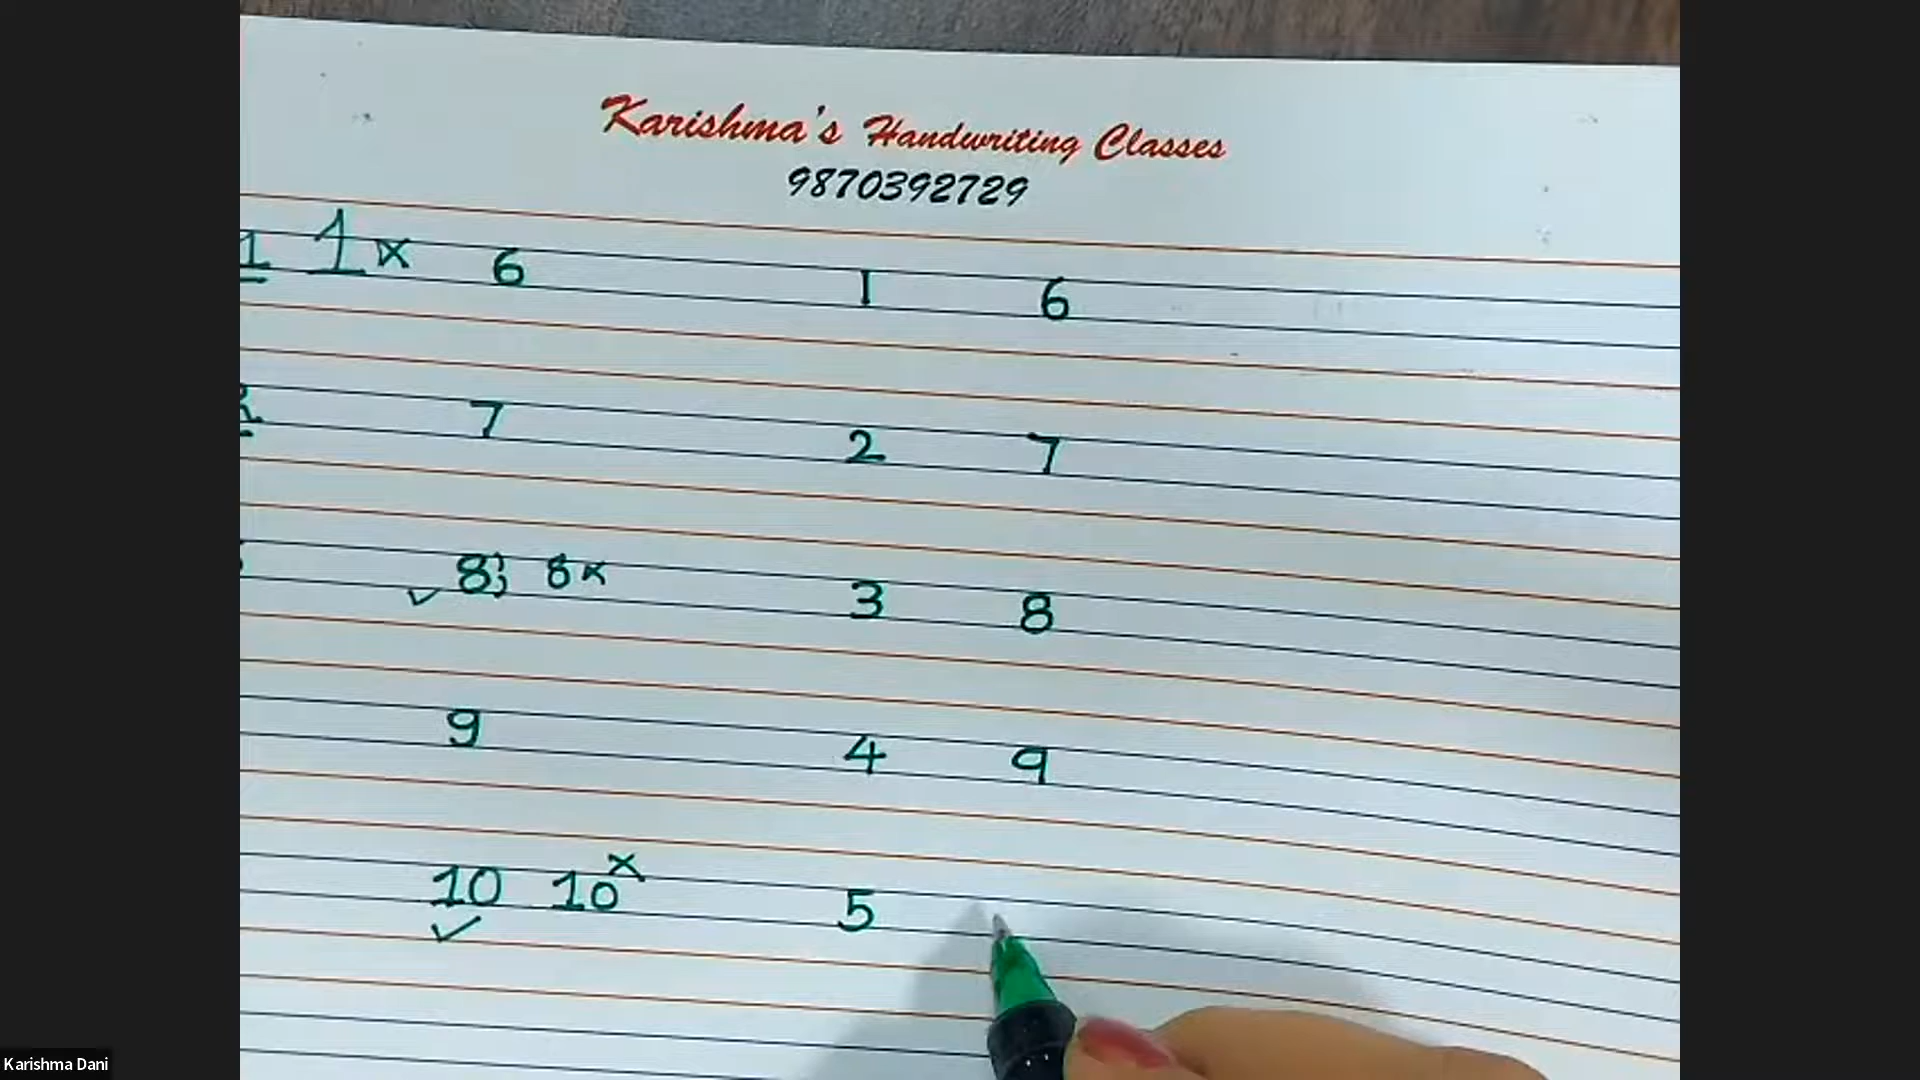 Karishma's Handwriting Classes
9870392729
1 1 x 6 1 6
7 2 7
8; 8 x 3 8
9 4 9
10 10 x 5
Karishma Dani